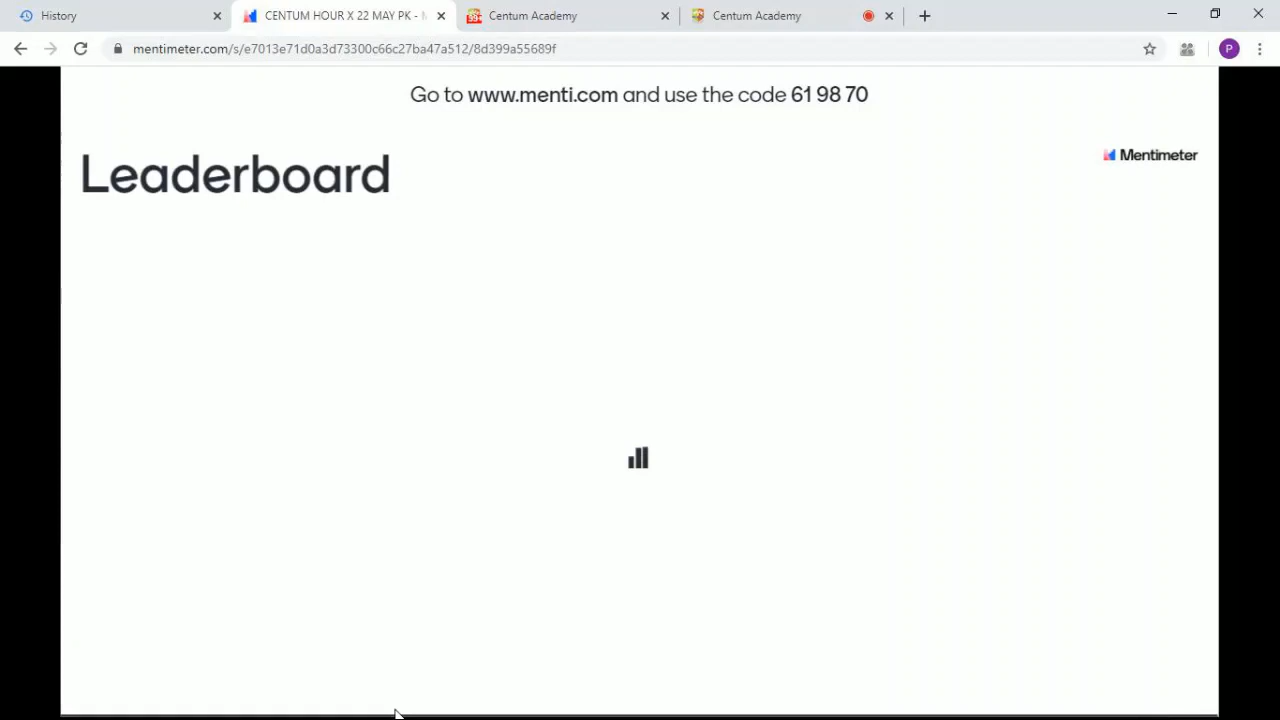 History
CENTUM HOUR X 22 MAY PK -
Centum Academy
Centum Academy
mentimeter.com/s/e7013e71d0a3d73300c66c27ba47a512/8d399a55689f
P
Go to www.menti.com and use the code 61 98 70
Leaderboard
Mentimeter